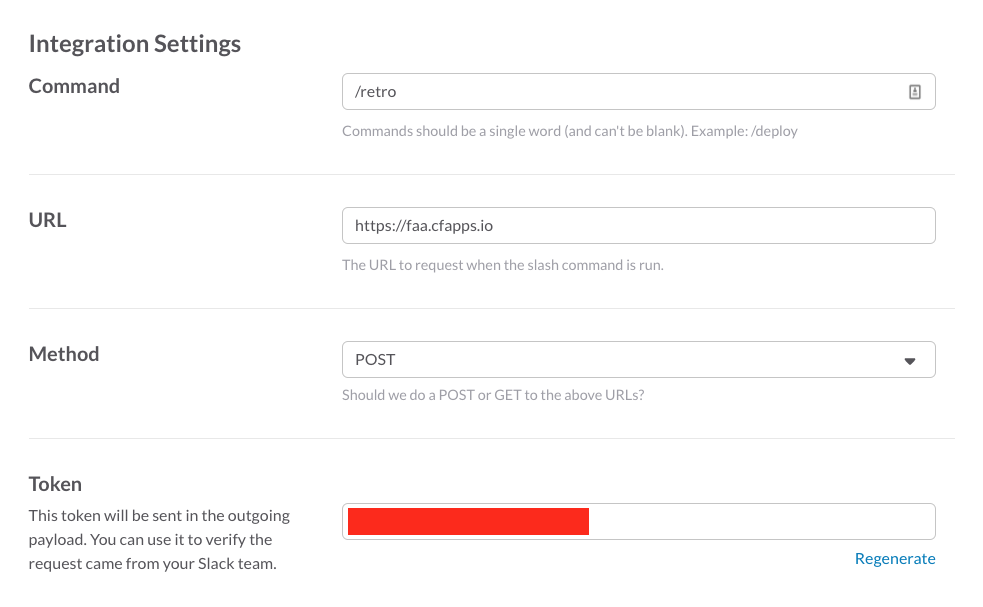 Integration Settings
Command
/retro
Commands should be a single word (and can't be blank). Example: /deploy
URL
https://faa.cfapps.io
The URL to request when the slash command is run.
Method
POST
Should we do a POST or GET to the above URLs?
Token
This token will be sent in the outgoing
payload. You can use it to verify the
request came from your Slack team.
Regenerate